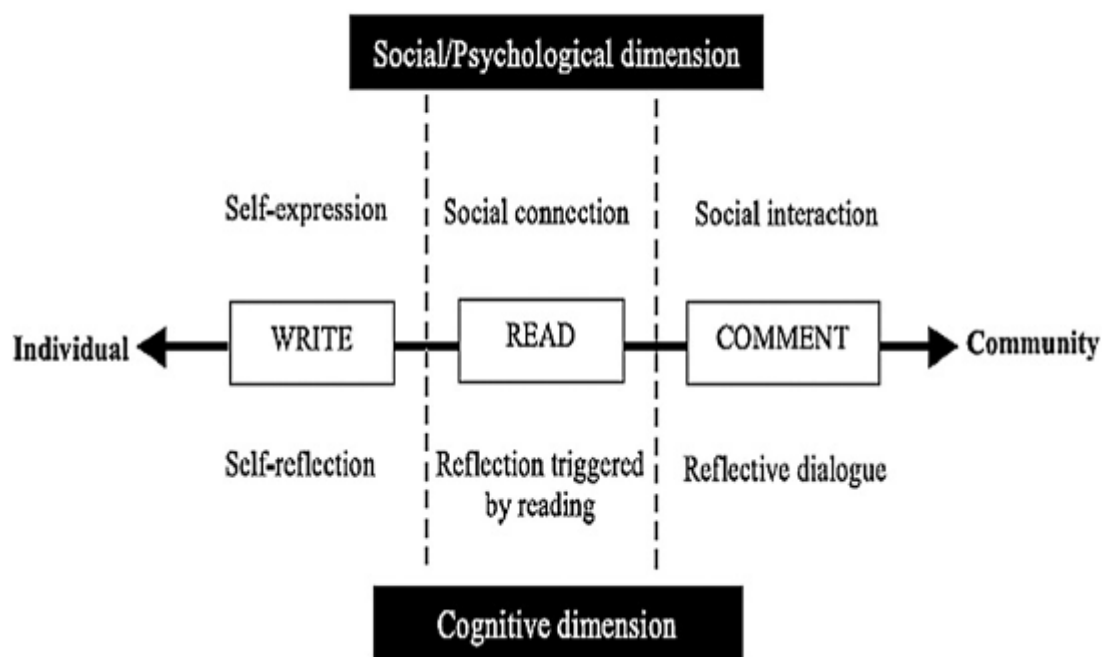 Social/Psychological dimension
Self-expression
Social connection
Social interaction
Individual
WRITE
READ
COMMENT
Community
Self-reflection
Reflection triggered
by reading
Reflective dialogue
Cognitive dimension